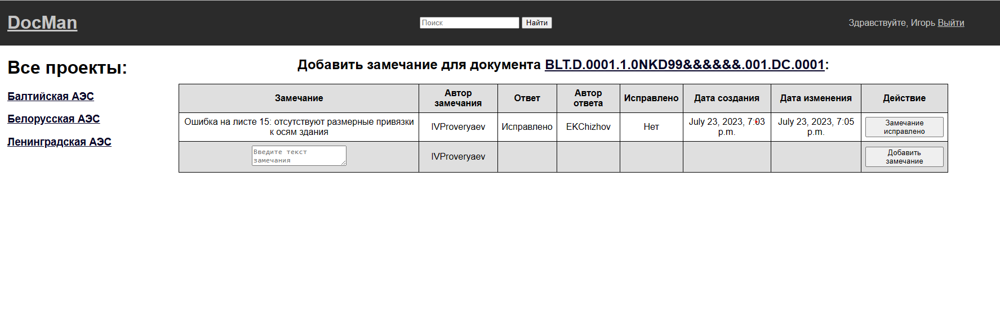 DocMan
Поиск
Найти
Здравствуйте, Игорь Выйти
Все проекты:
Балтийская АЭС
Белорусская АЭС
Ленинградская АЭС
Добавить замечание для документа BLT.D.0001.1.0NKD99&&&&&&.001.DC.0001:
Замечание
Автор
замечания
Ответ
Автор
ответа
Исправлено
Дата создания
Дата изменения
Действие
Ошибка на листе 15: отсутствуют размерные привязки
к осям здания
IVProveryaev
Исправлено
EKChizhov
Нет
July 23, 2023, 7:03
p.m.
July 23, 2023, 7:05
p.m.
Замечание
исправлено
Введите текст
замечания
IVProveryaev
Добавить
замечание